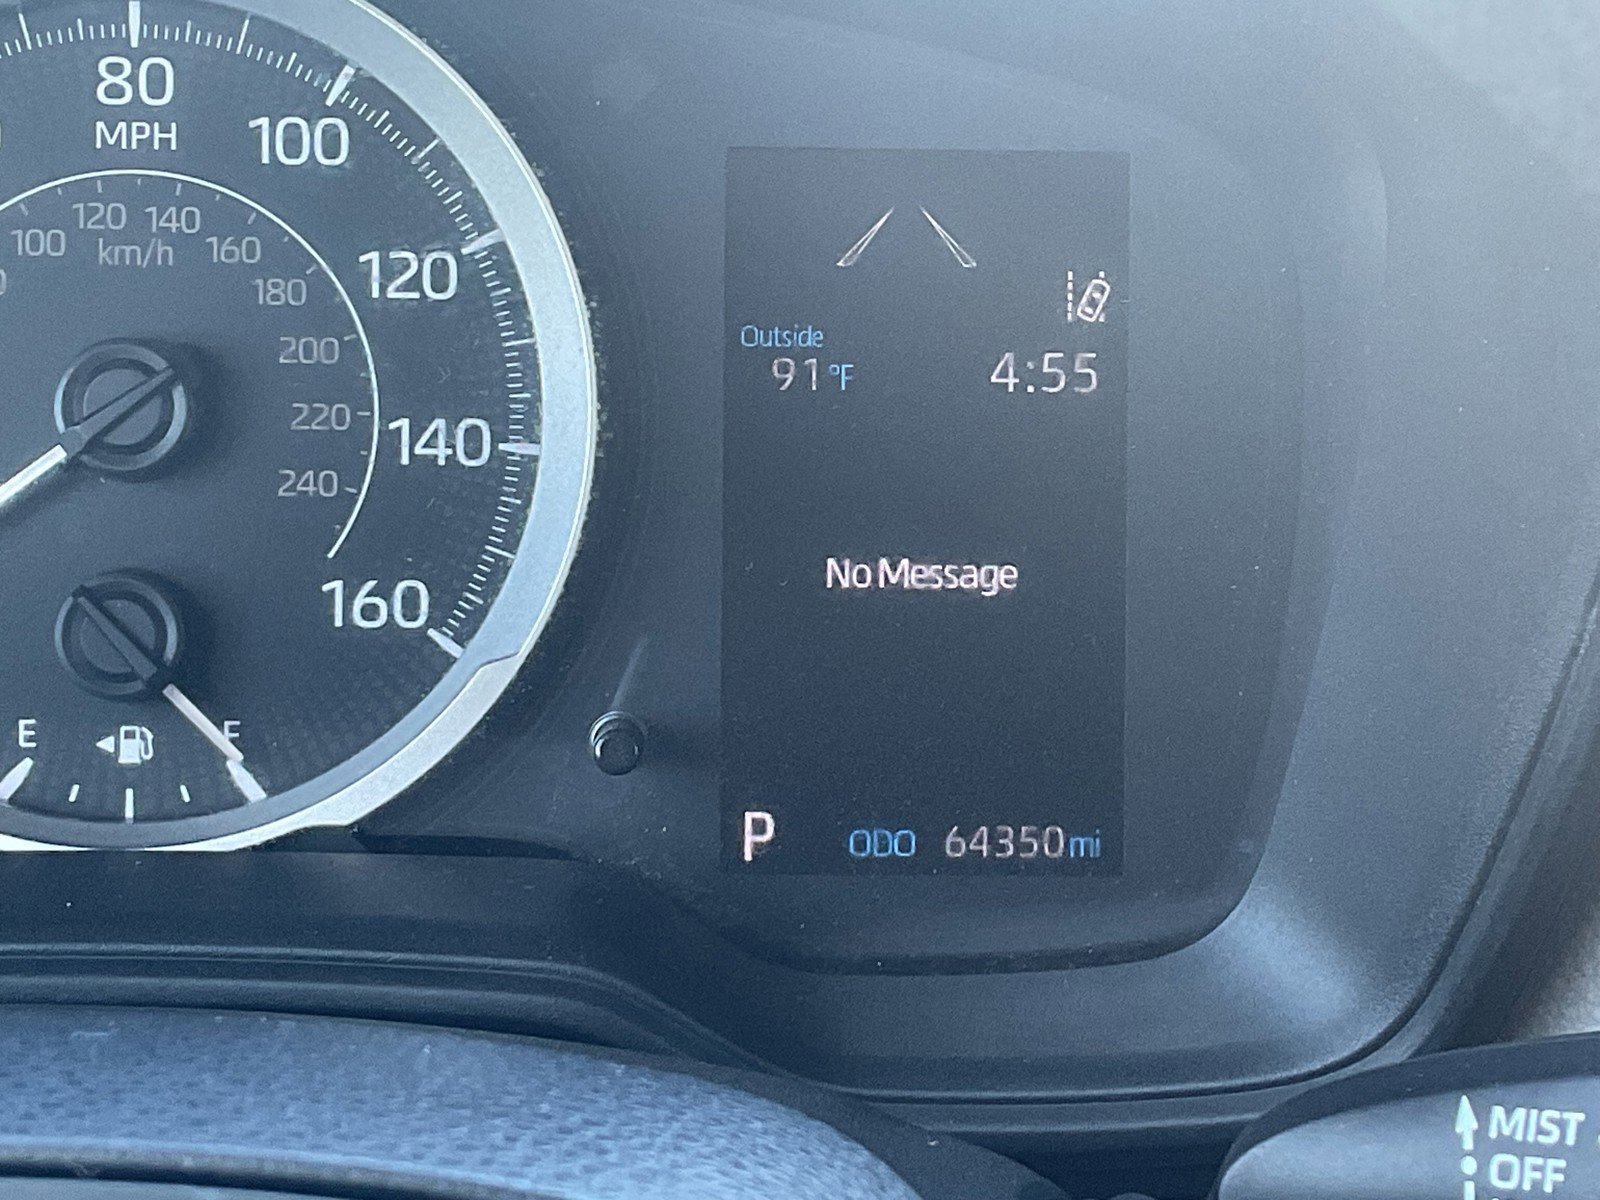 80
MPH
100
120
140
160
100
120
140
160
180
200
220
240
km/h
E
F
Outside
91°F
4:55
No Message
P
ODO 64350mi
MIST
OFF